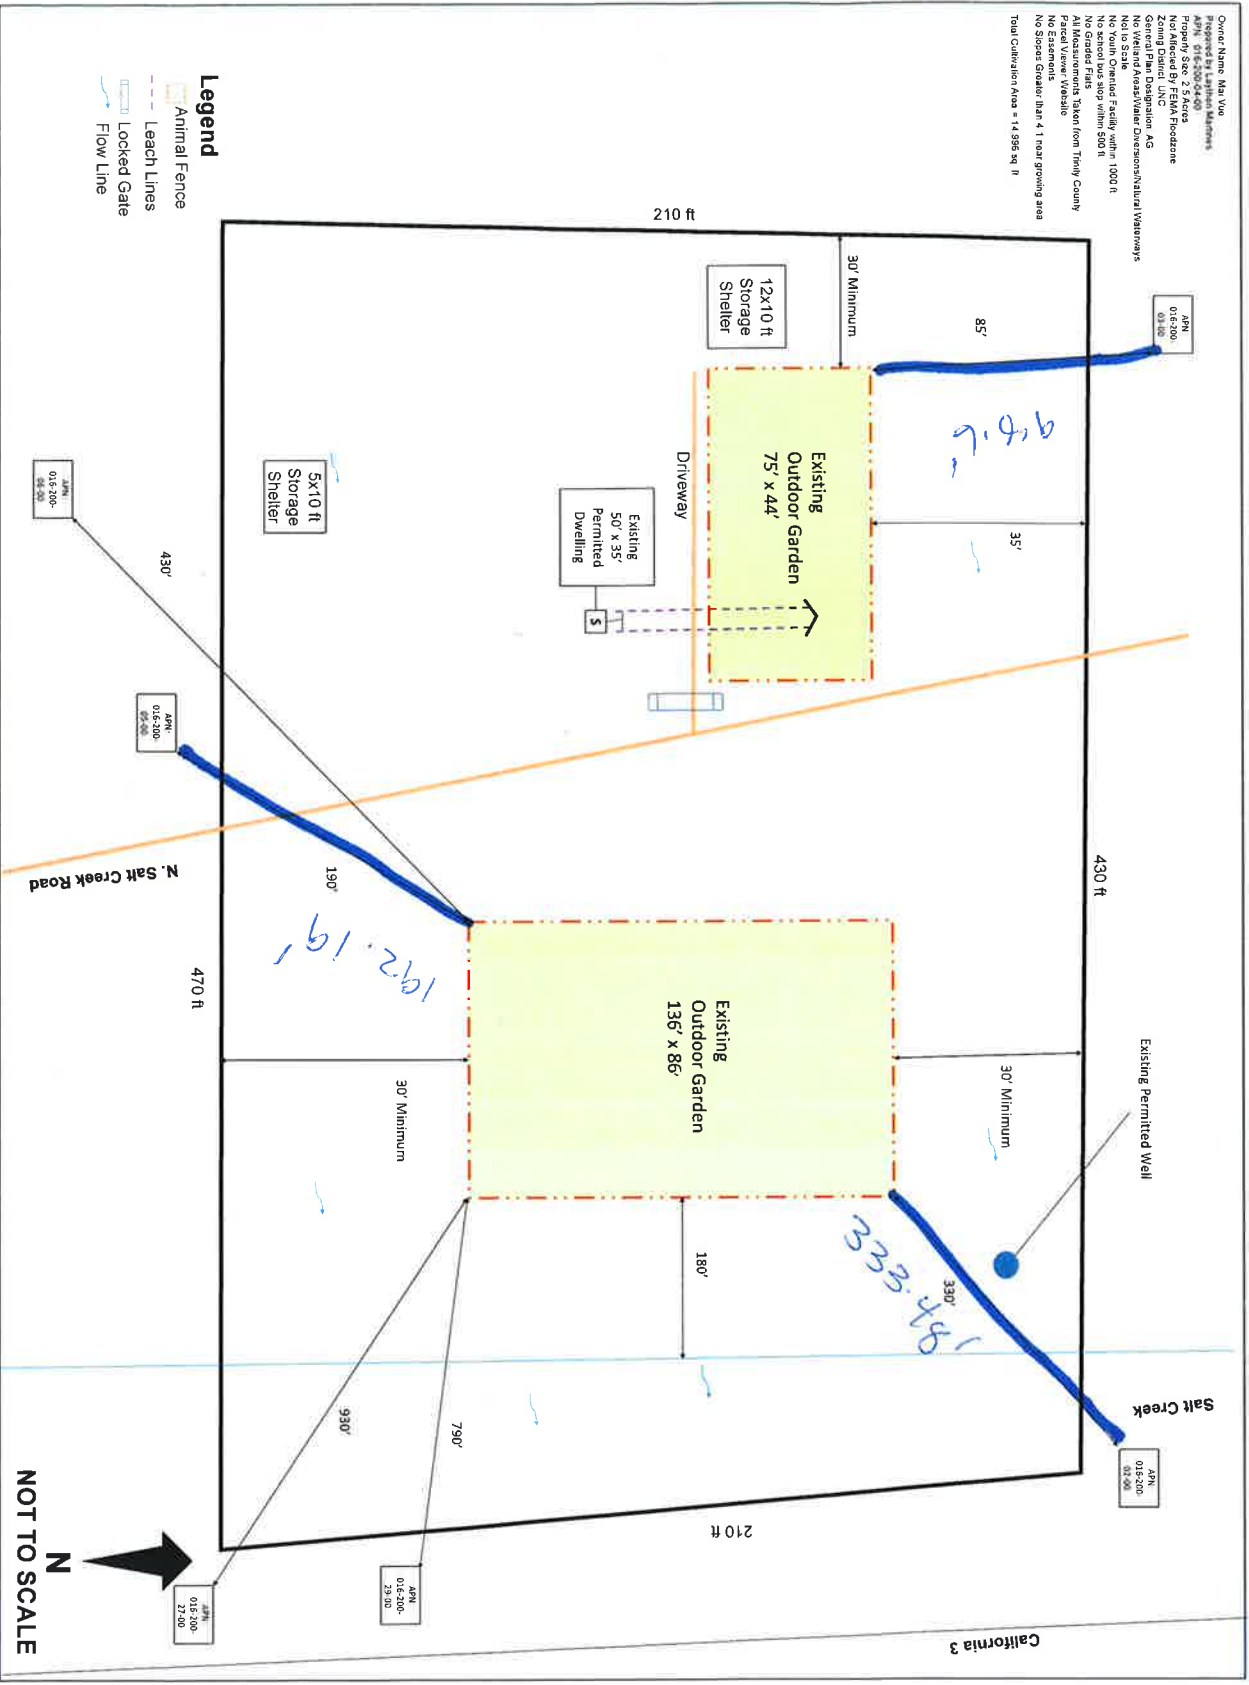 Owner Name: Mai Vue
Prepared by Laythen Martines
APN: 016-200-04-00
Property Size: 2.5 Acres
Not Affected By FEMA Floodzone
Zoning District: UNC
General Plan Designation: AG
No Wetland Areas/Water Diversions/Natural Waterways
Not to Scale
No Youth Oriented Facility within 1000 ft
No school bus stop within 500 ft
No Graded Flats
All Measurements Taken from Trinity County
Parcel Viewer Website
No Easements
No Slopes Greater than 4:1 near growing area
Total Cultivation Area = 14,996 sq ft
APN
016-200-
03-00
85'
35'
430 ft
Existing Permitted Well
Salt Creek
APN
016-200-
02-00
210 ft
30' Minimum
12x10 ft
Storage
Shelter
Existing
Outdoor Garden
75' x 44'
Driveway
Existing
50' x 35'
Permitted
Dwelling
S
5x10 ft
Storage
Shelter
30' Minimum
330'
333.48'
Existing
Outdoor Garden
136' x 86'
180'
190'
192.19'
30' Minimum
790'
930'
210 ft
California 3
470 ft
430'
APN
016-200-
06-00
APN
016-200-
05-00
N. Salt Creek Road
APN
016-200-
29-00
APN
016-200-
27-00
Legend
Animal Fence
Leach Lines
Locked Gate
Flow Line
N
NOT TO SCALE